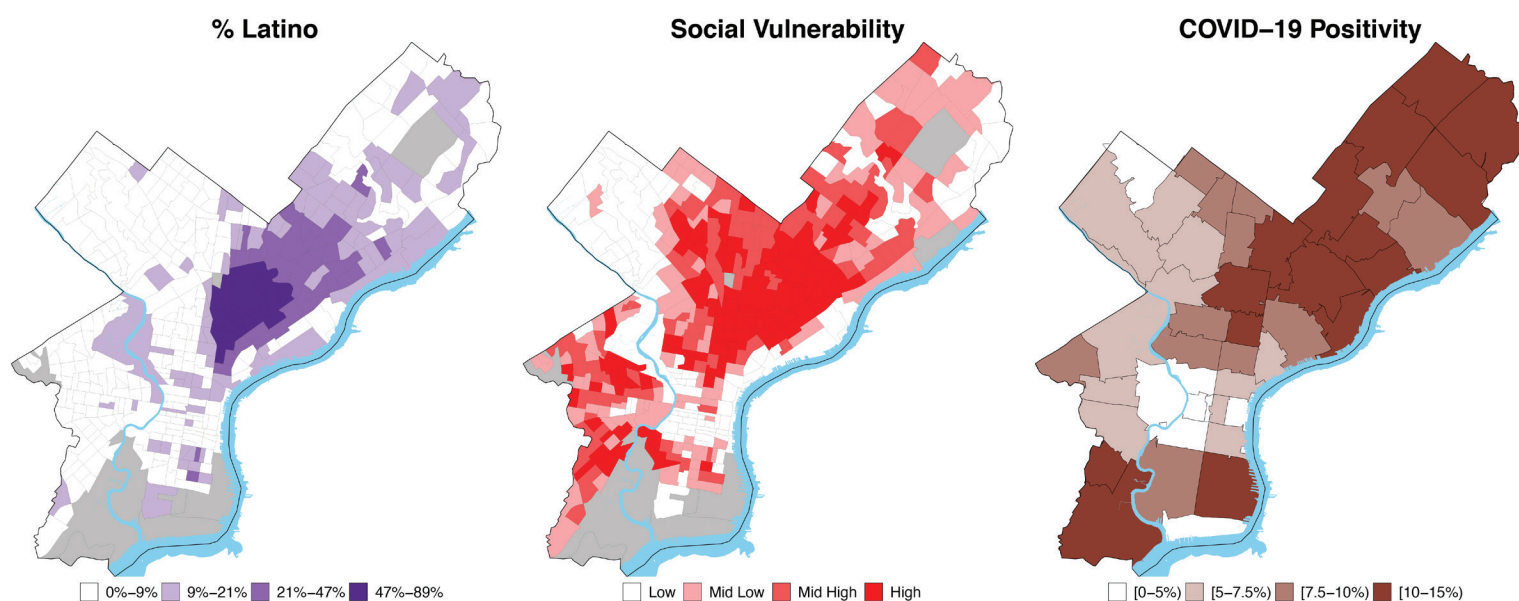 % Latino
Social Vulnerability
COVID–19 Positivity
0%–9% 9%–21% 21%–47% 47%–89%
Low Mid Low Mid High High
[0–5%) [5–7.5%) [7.5–10%) [10–15%)